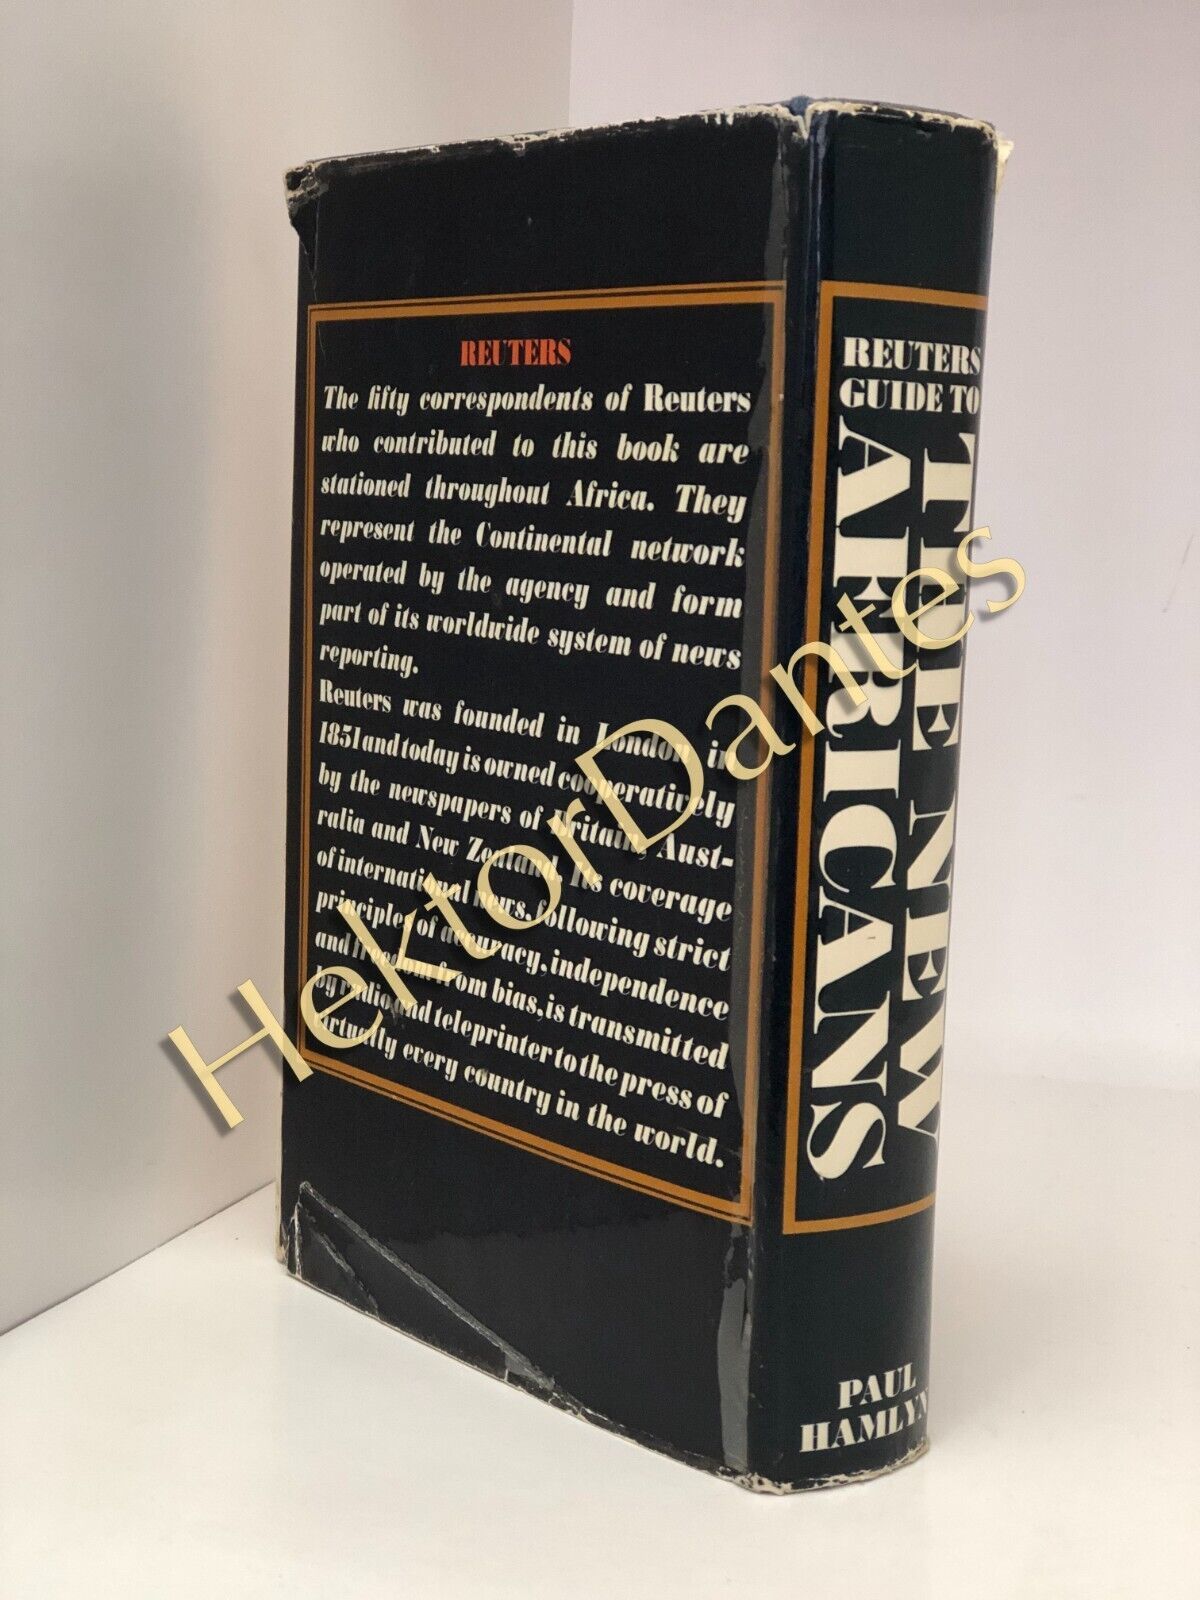 REUTERS
The fifty correspondents of Reuters
who contributed to this book are
stationed throughout Africa. They
represent the Continental network
operated by the agency and form
part of its worldwide system of news
reporting.
Reuters was founded in London in
1851 and today is owned cooperatively
by the newspapers of Britain, Aust-
ralia and New Zealand. Its coverage
of international news, following strict
principles of accuracy, independence
and freedom from bias, is transmitted
by radio and teleprinter to the press of
virtually every country in the world.
REUTERS
GUIDE TO
THE NEW
AFRICANS
PAUL
HAMLYN
HektorDantes